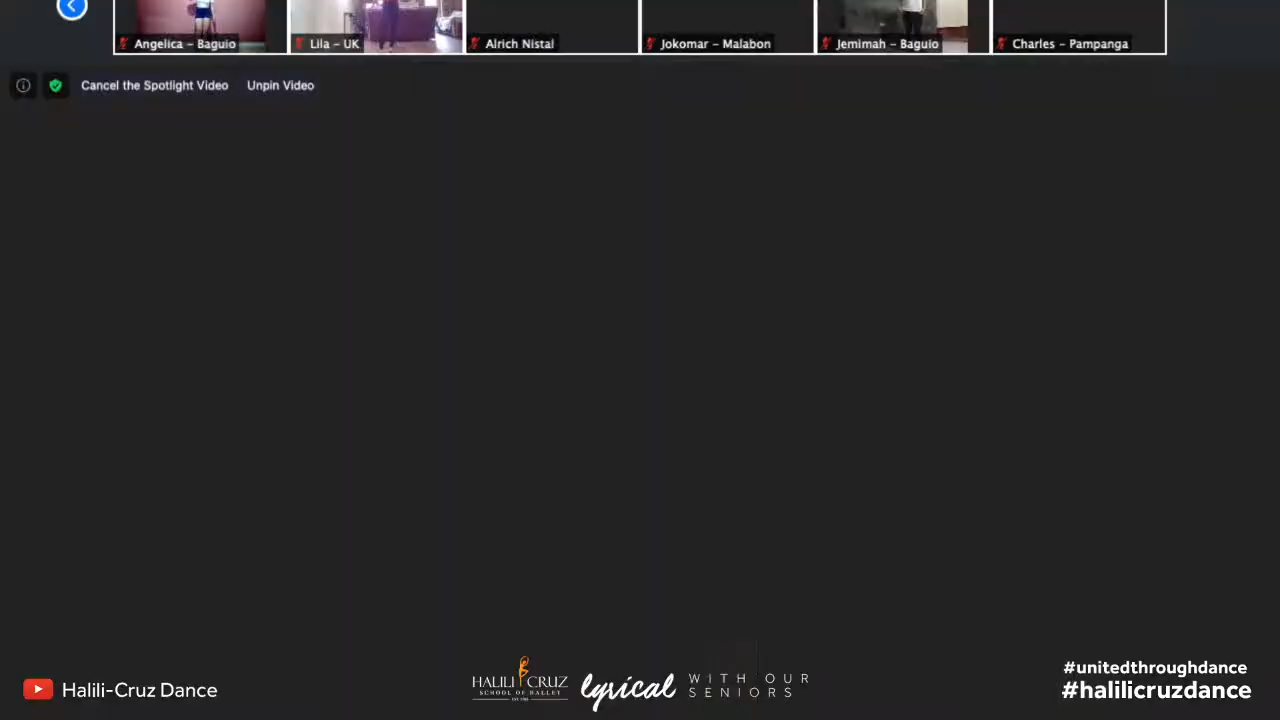 Angelica – Baguio
Lila – UK
Alrich Nistal
Jokomar – Malabon
Jemimah – Baguio
Charles – Pampanga
Cancel the Spotlight Video
Unpin Video
Halili-Cruz Dance
HALILI CRUZ
SCHOOL OF BALLET
lyrical
WITH OUR
SENIORS
#unitedthroughdance
#halilicruzdance